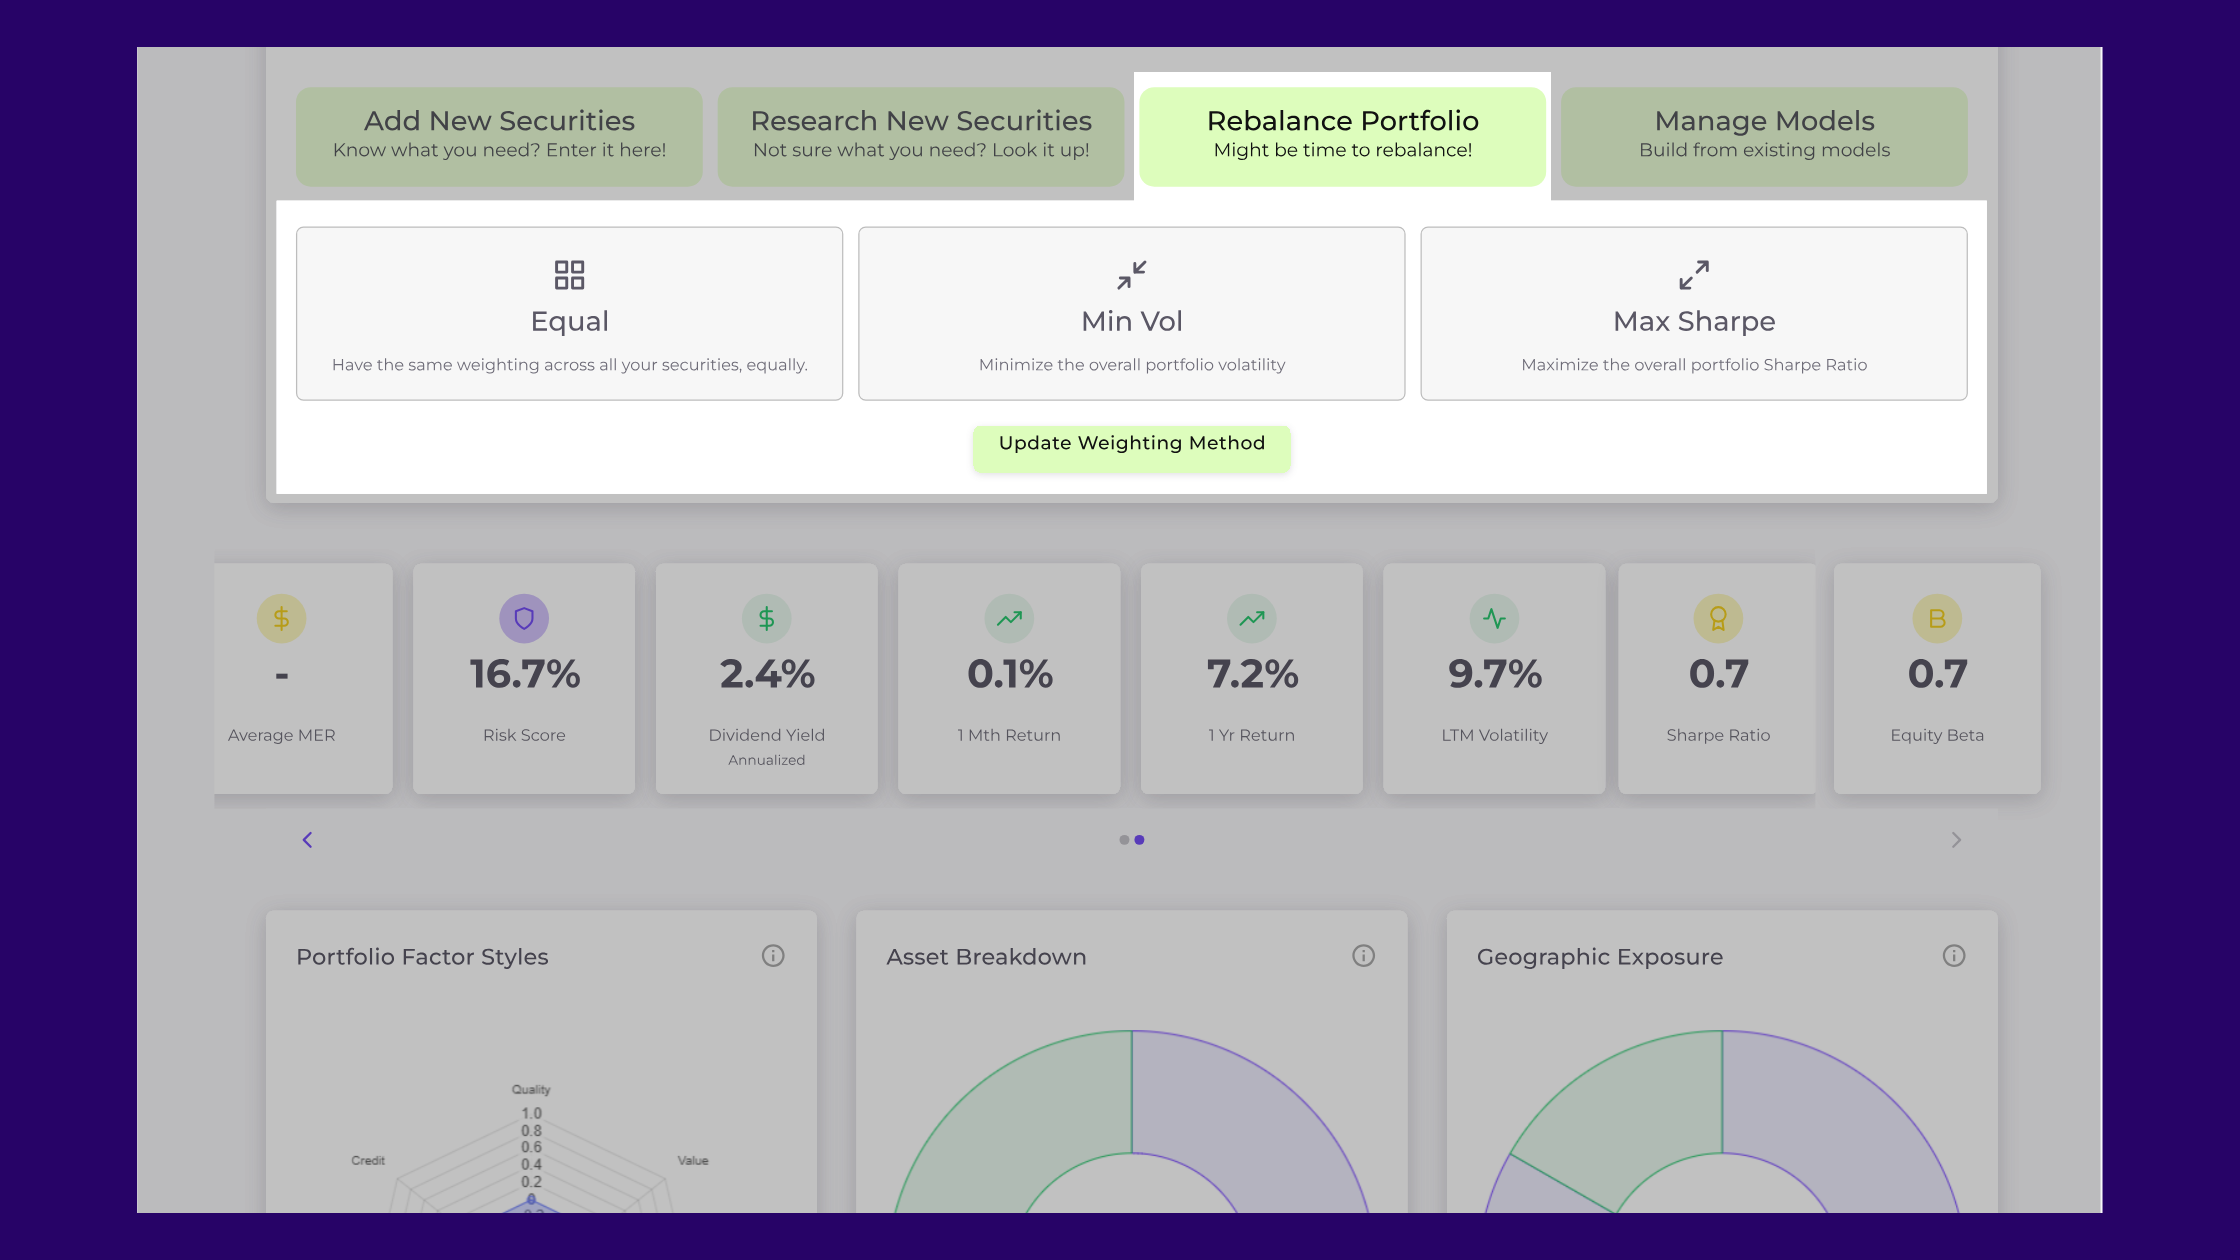 Add New Securities
Know what you need? Enter it here!
Research New Securities
Not sure what you need? Look it up!
Rebalance Portfolio
Might be time to rebalance!
Manage Models
Build from existing models
Equal
Have the same weighting across all your securities, equally.
Min Vol
Minimize the overall portfolio volatility
Max Sharpe
Maximize the overall portfolio Sharpe Ratio
Update Weighting Method
-
Average MER
16.7%
Risk Score
2.4%
Dividend Yield
Annualized
0.1%
1 Mth Return
7.2%
1 Yr Return
9.7%
LTM Volatility
0.7
Sharpe Ratio
B
0.7
Equity Beta
Portfolio Factor Styles
Asset Breakdown
Geographic Exposure
Quality
1.0
0.8
0.6
Credit
Value
0.4
0.2
0